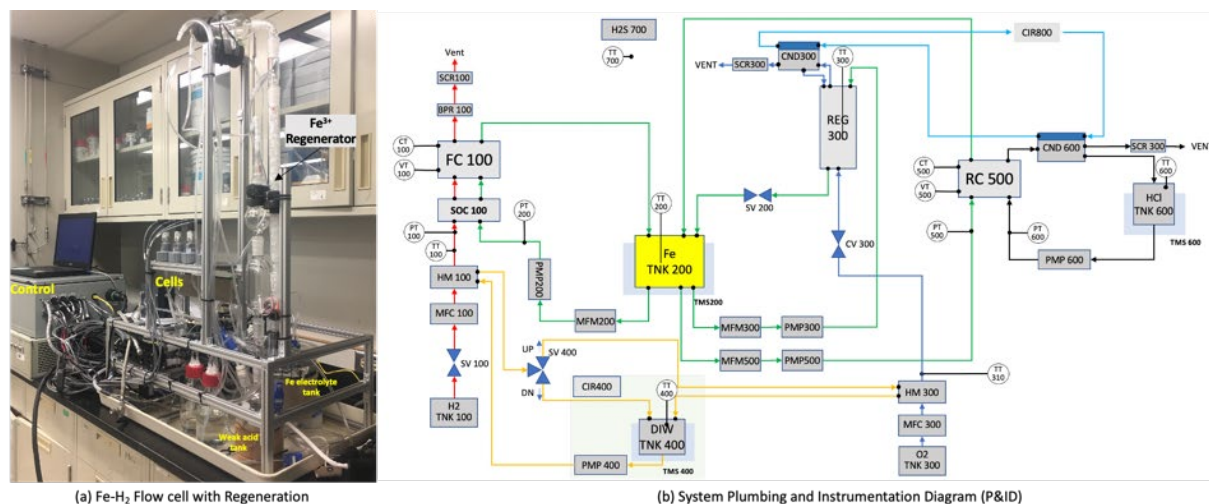 Fe³⁺
Regenerator
Control
Cells
Fe electrolyte
tank
Weak acid
tank
(a) Fe-H₂ Flow cell with Regeneration
Vent
SCR100
BPR 100
CT
100
VT
100
FC 100
SOC 100
PT
100
TT
100
PT
200
HM 100
MFC 100
SV 100
H2
TNK 100
PMP200
MFM200
H2S 700
TT
700
TT
200
Fe
TNK 200
TMS200
UP
SV 400
DN
CIR400
TT
400
DIW
TNK 400
TMS 400
PMP 400
VENT
SCR300
CND300
TT
300
REG
300
SV 200
CV 300
MFM300
PMP300
MFM500
PMP500
TT
310
HM 300
MFC 300
O2
TNK 300
CIR800
CND 600
SCR 300
VENT
CT
500
VT
500
RC 500
PT
500
PT
600
TT
600
HCl
TNK 600
TMS 600
PMP 600
(b) System Plumbing and Instrumentation Diagram (P&ID)